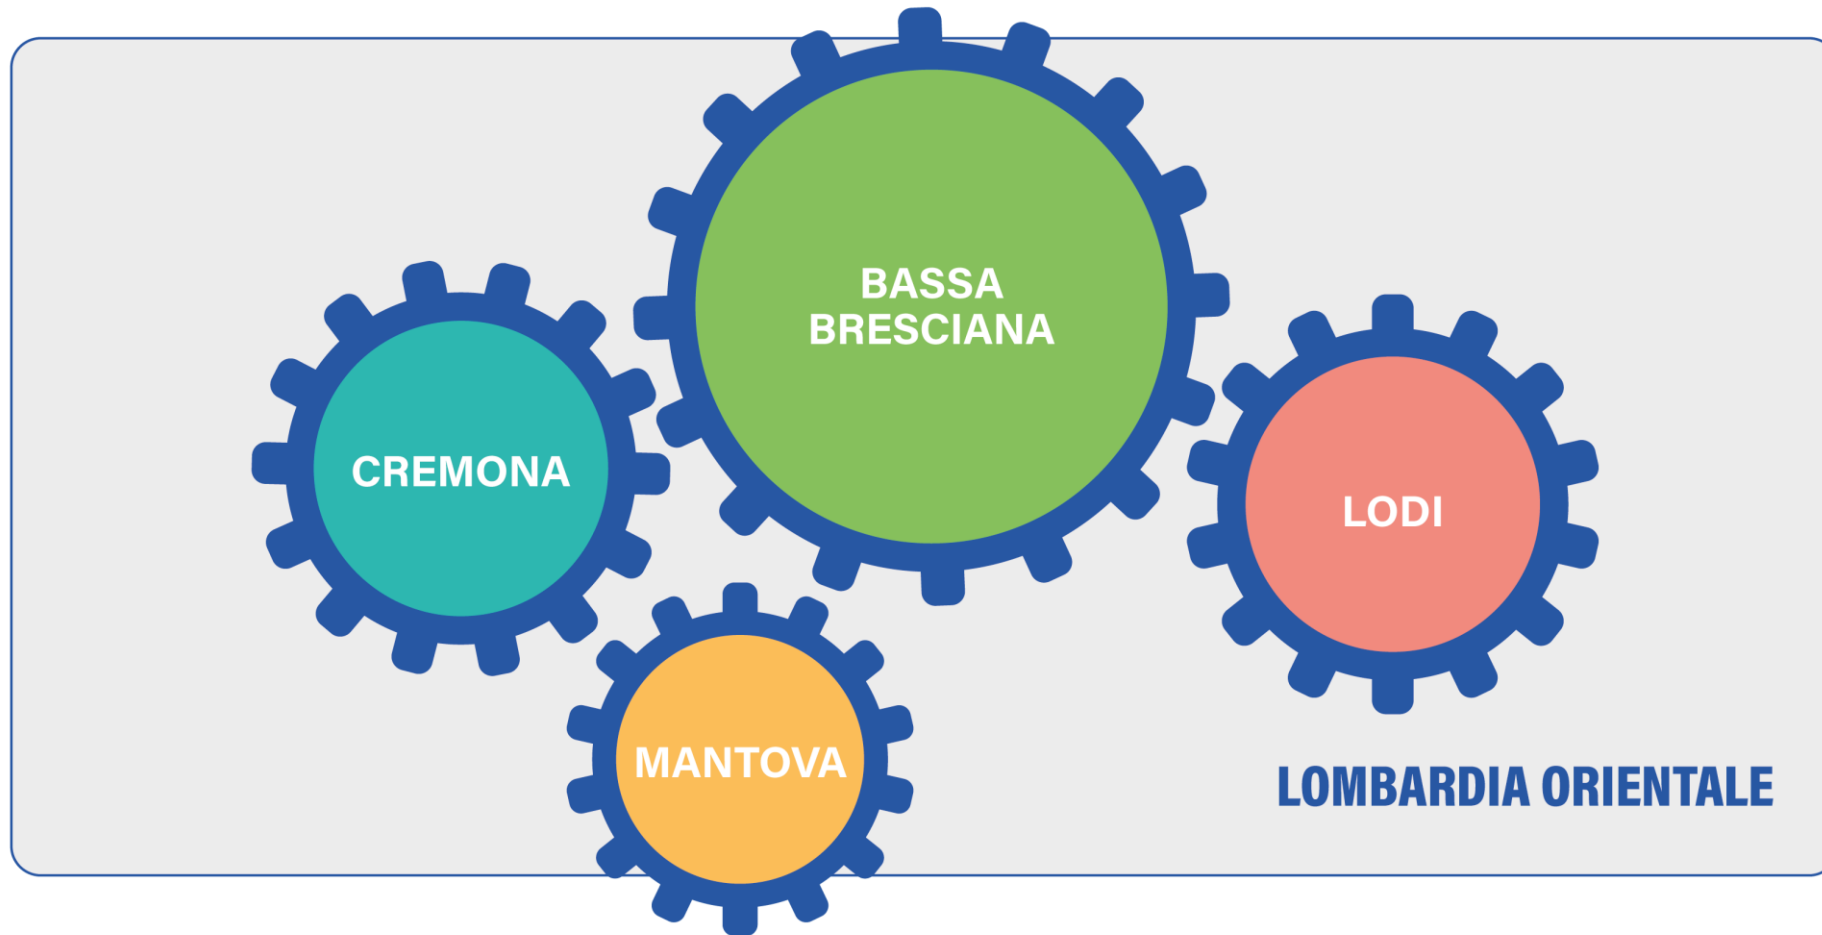 BASSA
BRESCIANA
CREMONA
LODI
MANTOVA
LOMBARDIA ORIENTALE